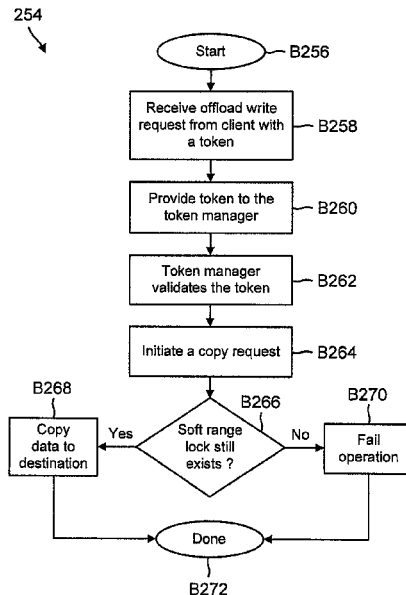 254
Start
B256
Receive offload write
request from client with
a token
B258
Provide token to the
token manager
B260
Token manager
validates the token
B262
Initiate a copy request
B264
B268
B266
B270
Copy
data to
destination
Yes
Soft range
lock still
exists ?
No
Fail
operation
Done
B272